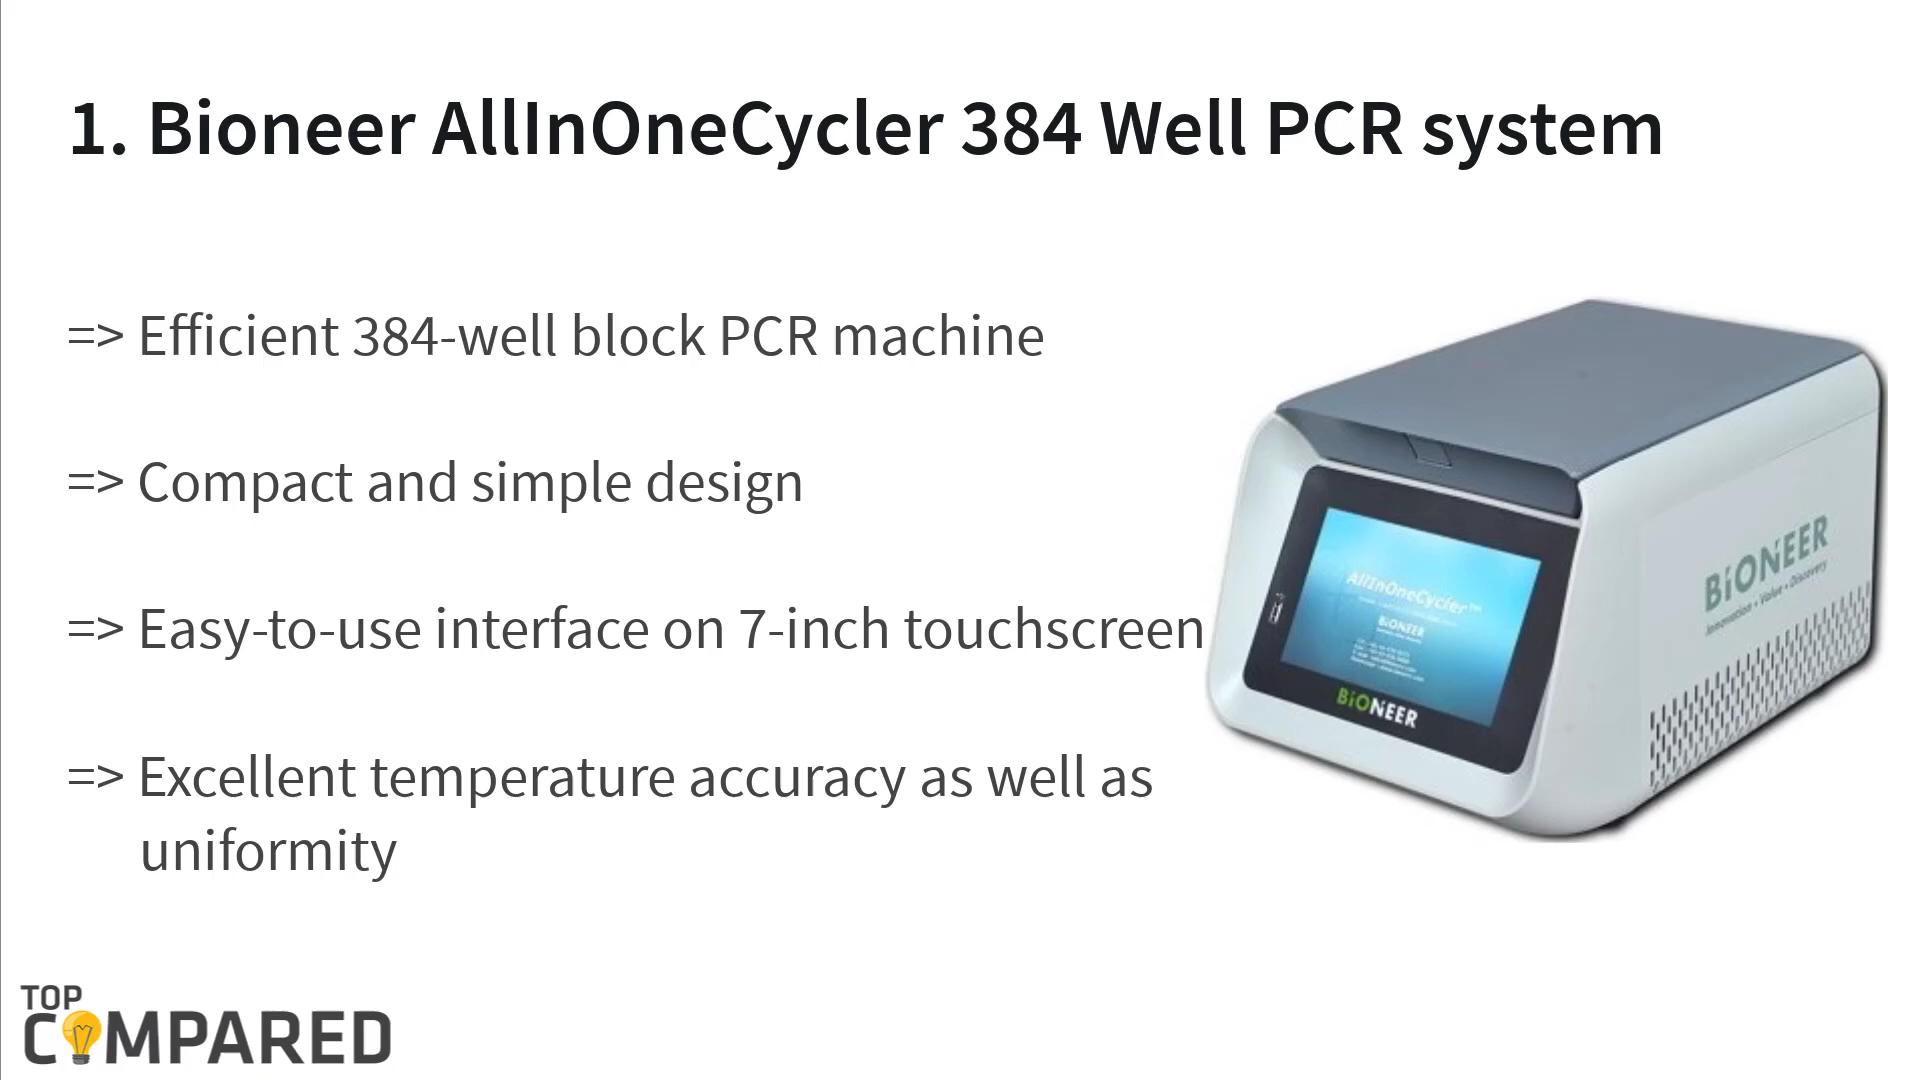 1. Bioneer AllInOneCycler 384 Well PCR system
=> Efficient 384-well block PCR machine
=> Compact and simple design
=> Easy-to-use interface on 7-inch touchscreen
=> Excellent temperature accuracy as well as
uniformity
AllInOneCycler™
BIONEER
BIONEER
BIONEER
Innovation • Value • Discovery
TOP
COMPARED